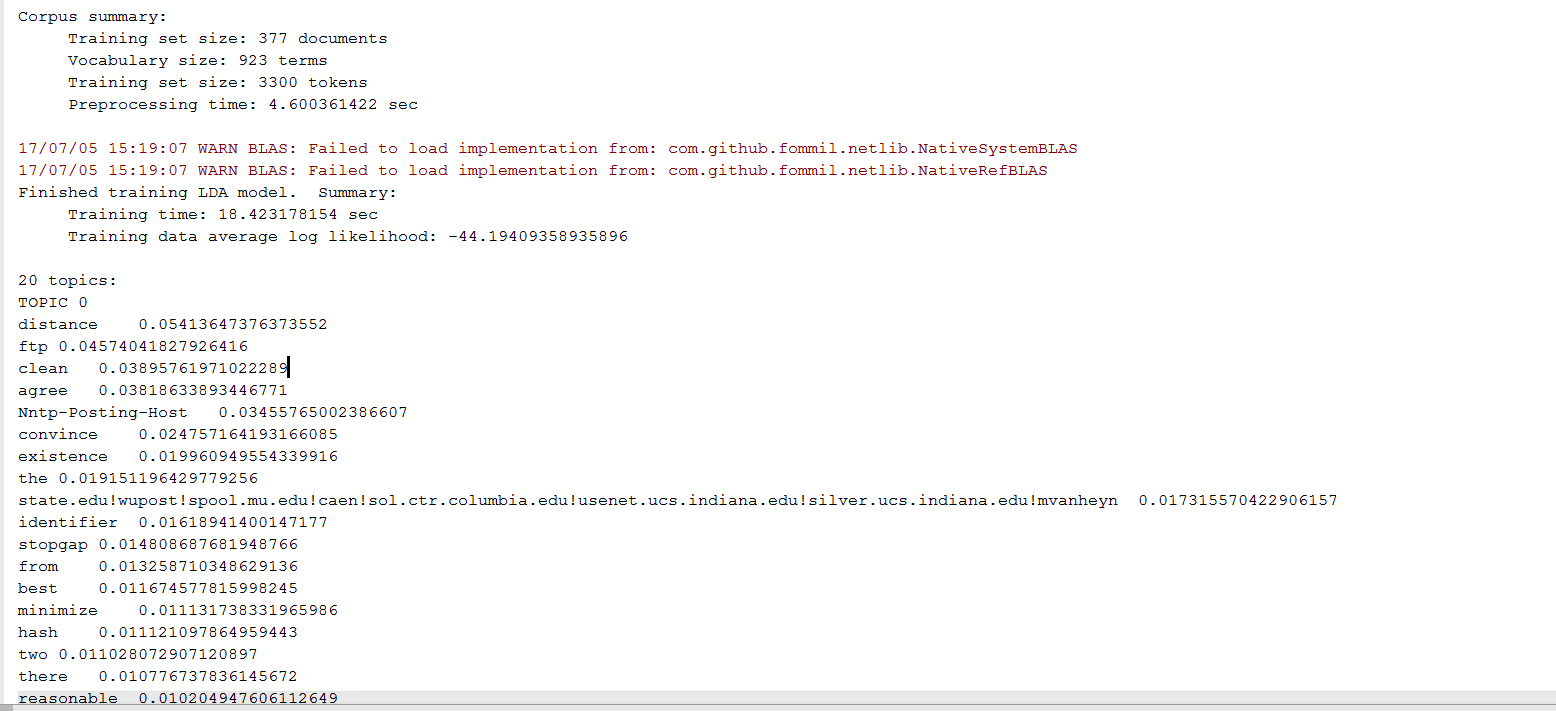 Corpus summary:
Training set size: 377 documents
Vocabulary size: 923 terms
Training set size: 3300 tokens
Preprocessing time: 4.600361422 sec
17/07/05 15:19:07 WARN BLAS: Failed to load implementation from: com.github.fommil.netlib.NativeSystemBLAS
17/07/05 15:19:07 WARN BLAS: Failed to load implementation from: com.github.fommil.netlib.NativeRefBLAS
Finished training LDA model.  Summary:
Training time: 18.423178154 sec
Training data average log likelihood: -44.19409358935896
20 topics:
TOPIC 0
distance 0.05413647376373552
ftp 0.04574041827926416
clean 0.03895761971022289
agree 0.03818633893446771
Nntp-Posting-Host 0.03455765002386607
convince 0.024757164193166085
existence 0.019960949554339916
the 0.019151196429779256
state.edu!wupost!spool.mu.edu!caen!sol.ctr.columbia.edu!usenet.ucs.indiana.edu!silver.ucs.indiana.edu!mvanheyn 0.017315570422906157
identifier 0.01618941400147177
stopgap 0.014808687681948766
from 0.013258710348629136
best 0.011674577815998245
minimize 0.011131738331965986
hash 0.011121097864959443
two 0.011028072907120897
there 0.010776737836145672
reasonable 0.010204947606112649